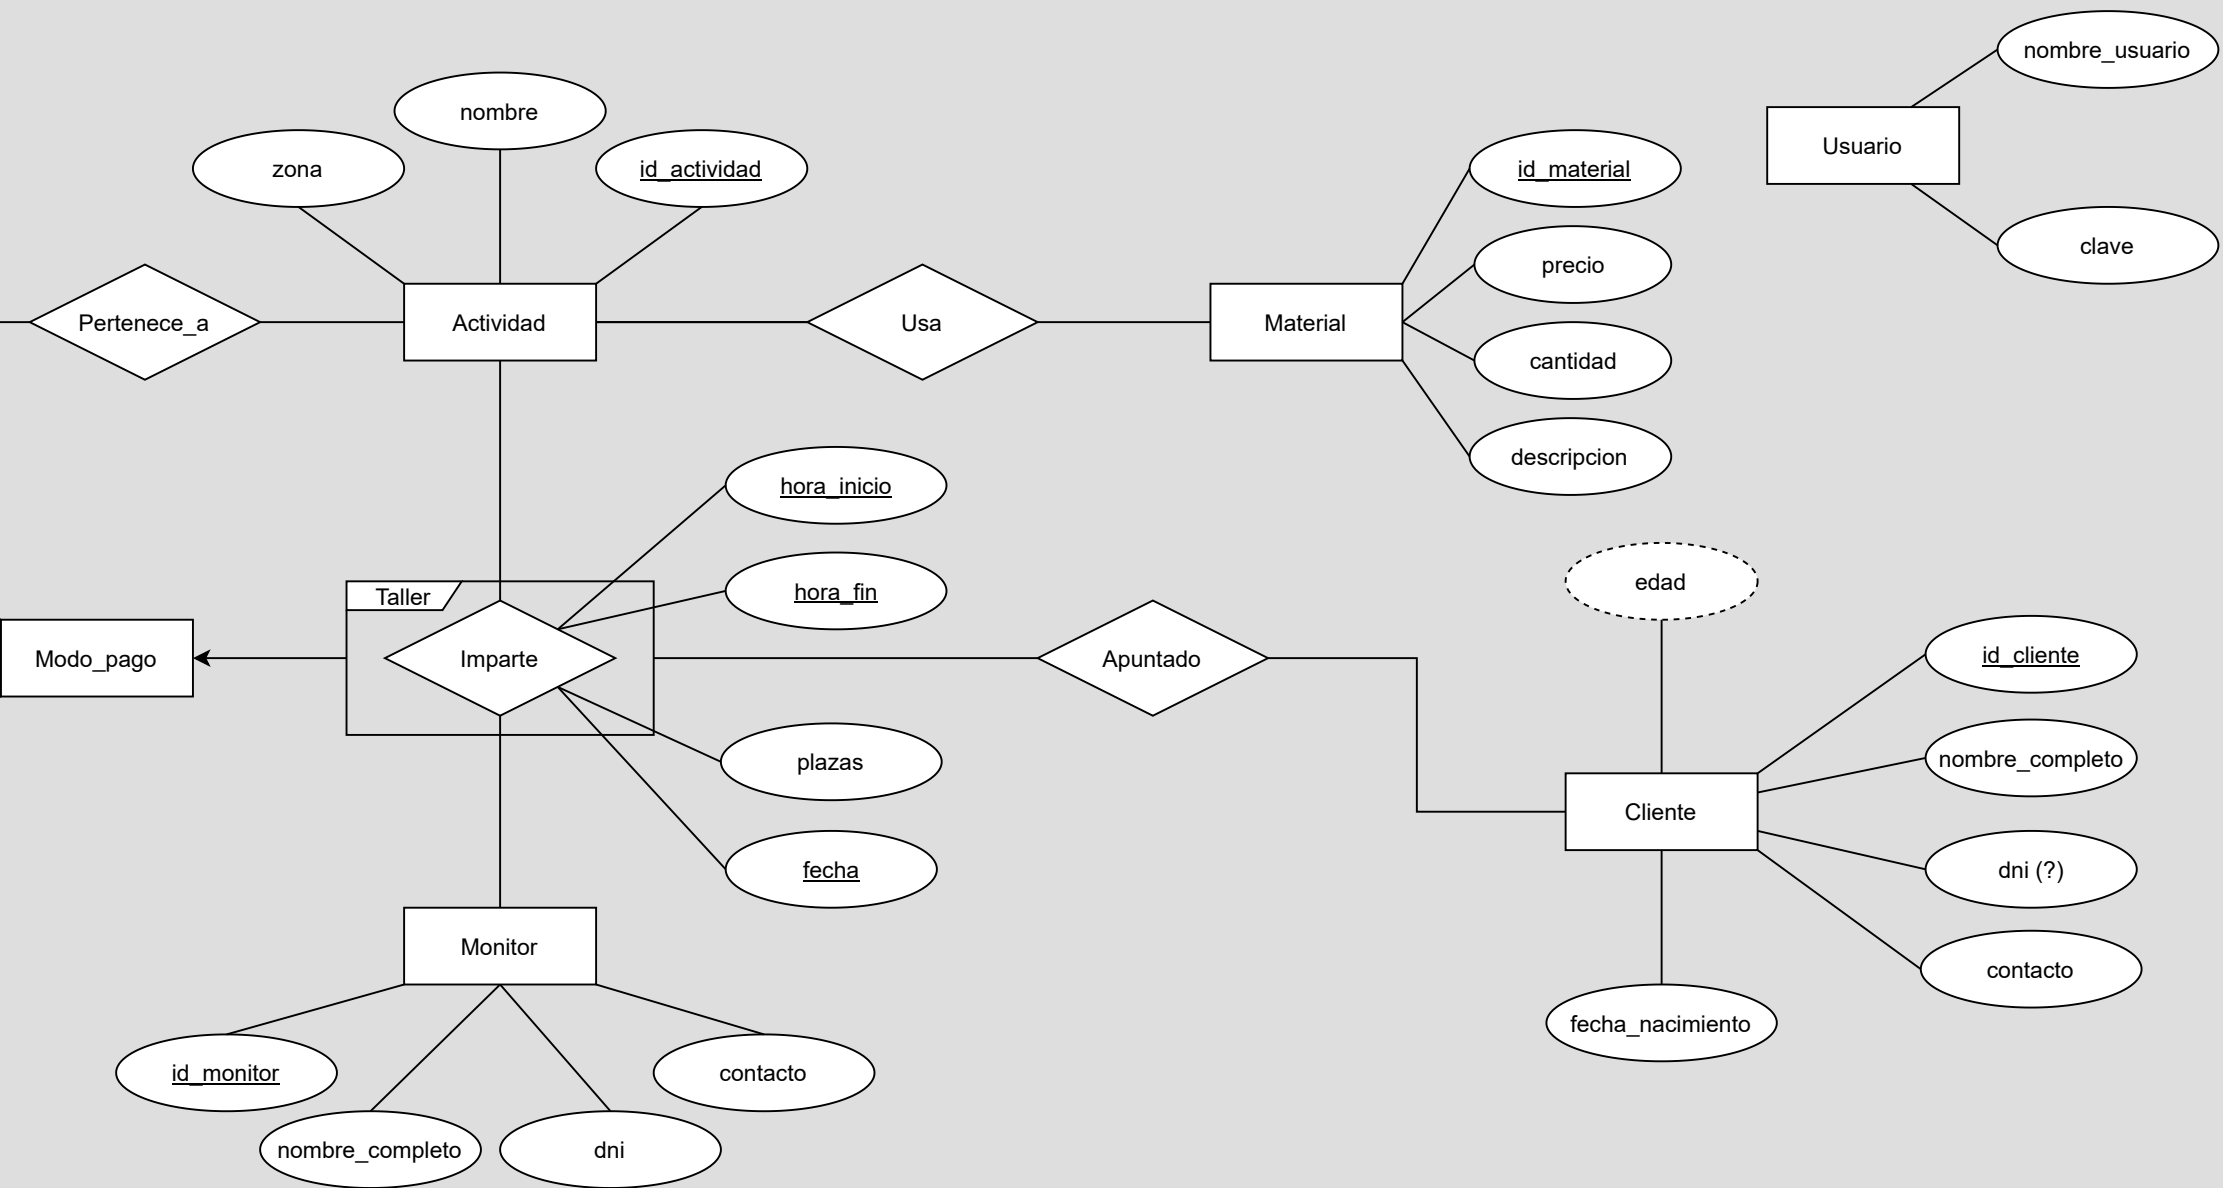 nombre_usuario
nombre
Usuario
zona
id_actividad
id_material
clave
precio
Pertenece_a
Actividad
Usa
Material
cantidad
descripcion
hora_inicio
edad
hora_fin
Taller
Modo_pago
Imparte
Apuntado
id_cliente
plazas
nombre_completo
Cliente
fecha
dni (?)
Monitor
contacto
fecha_nacimiento
id_monitor
contacto
nombre_completo
dni